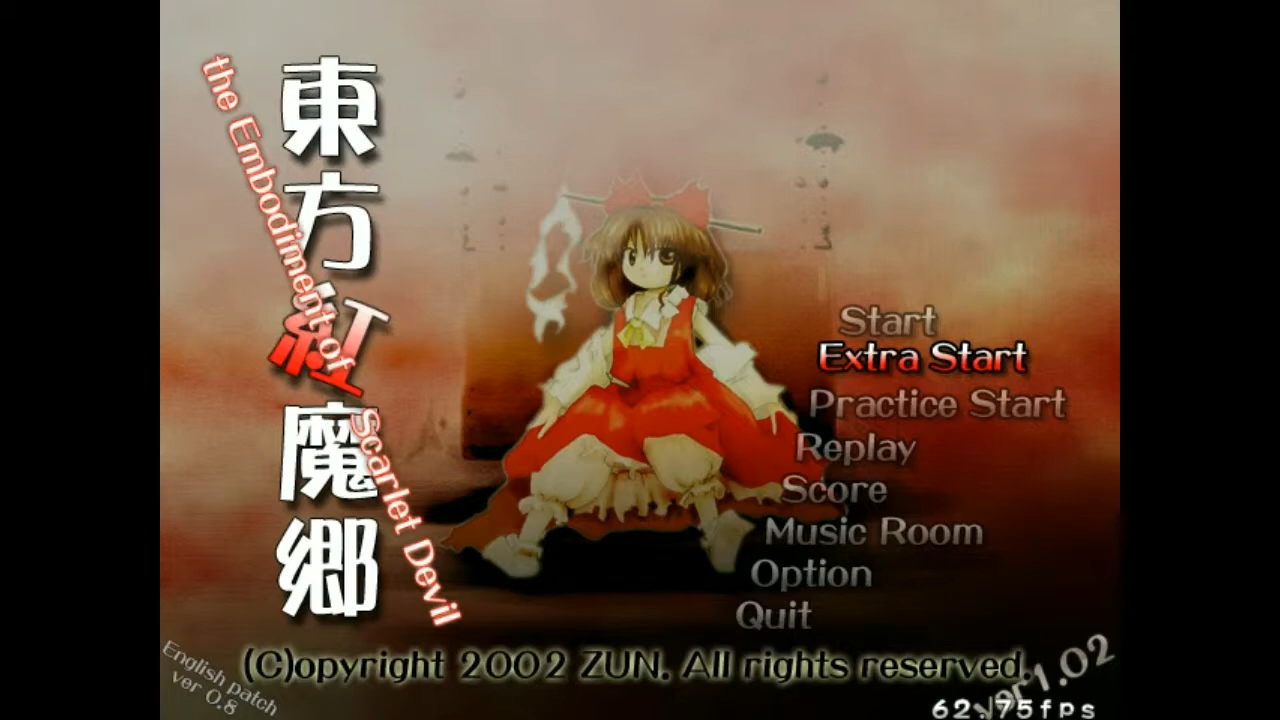 東方紅魔郷
the Embodiment of Scarlet Devil
Start
Extra Start
Practice Start
Replay
Score
Music Room
Option
Quit
(C)opyright 2002 ZUN. All rights reserved.
English patch
ver 0.8
ver1.02
62.75fps